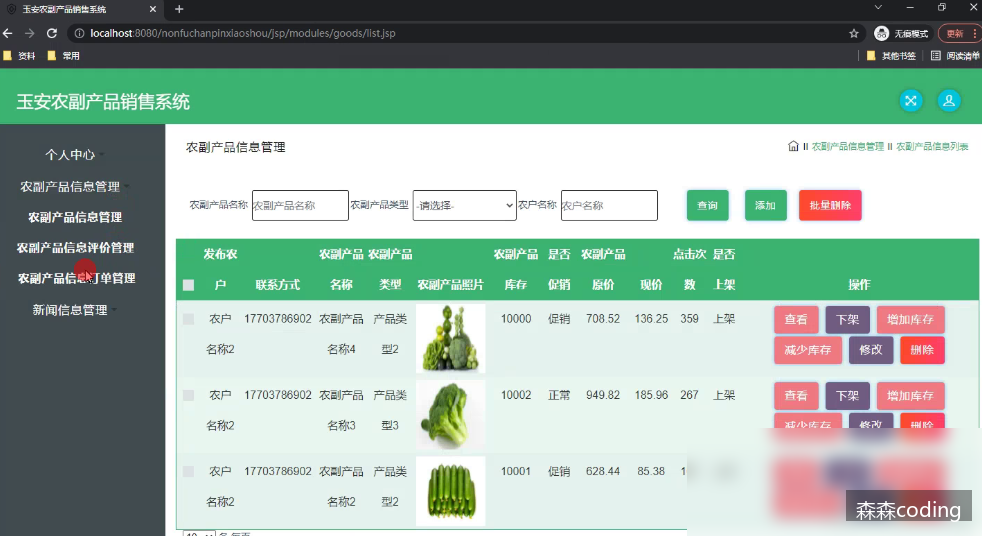 玉安农副产品销售系统
localhost:8080/nonfuchanpinxiaoshou/jsp/modules/goods/list.jsp
无痕模式
更新
资料
常用
其他书签
阅读清单
玉安农副产品销售系统
个人中心
农副产品信息管理
农副产品信息管理
农副产品信息评价管理
农副产品信息订单管理
新闻信息管理
农副产品信息管理
农副产品信息管理
农副产品信息列表
农副产品名称
农副产品名称
农副产品类型
-请选择-
农户名称
农户名称
查询
添加
批量删除
发布农户 联系方式 农副产品名称 农副产品类型 农副产品照片 农副产品库存 是否促销 农副产品原价 现价 点击次数 是否上架 操作
农户名称2 17703786902 农副产品名称4 产品类型2 10000 促销 708.52 136.25 359 上架
查看 下架 增加库存
减少库存 修改 删除
农户名称2 17703786902 农副产品名称3 产品类型3 10002 正常 949.82 185.96 267 上架
查看 下架 增加库存
减少库存 修改 删除
农户名称2 17703786902 农副产品名称2 产品类型2 10001 促销 628.44 85.38
森森coding